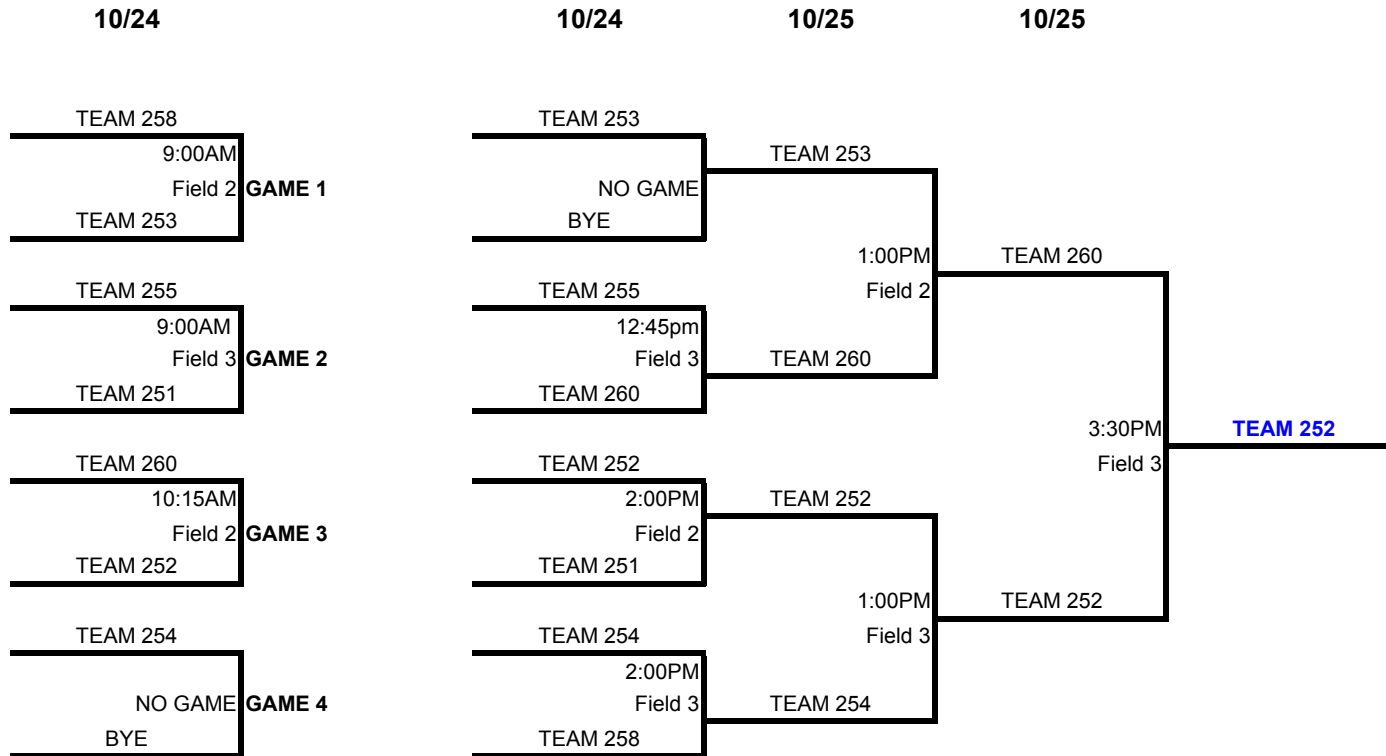 10/24 10/24 10/25 10/25
TEAM 258 TEAM 253
9:00AM TEAM 253
Field 2 GAME 1 NO GAME
TEAM 253 BYE
1:00PM TEAM 260
TEAM 255 TEAM 255 Field 2
9:00AM 12:45pm
Field 3 GAME 2 Field 3 TEAM 260
TEAM 251 TEAM 260
3:30PM TEAM 252
TEAM 260 TEAM 252 Field 3
10:15AM 2:00PM TEAM 252
Field 2 GAME 3 Field 2
TEAM 252 TEAM 251
1:00PM TEAM 252
TEAM 254 TEAM 254 Field 3
2:00PM
NO GAME GAME 4 Field 3 TEAM 254
BYE TEAM 258